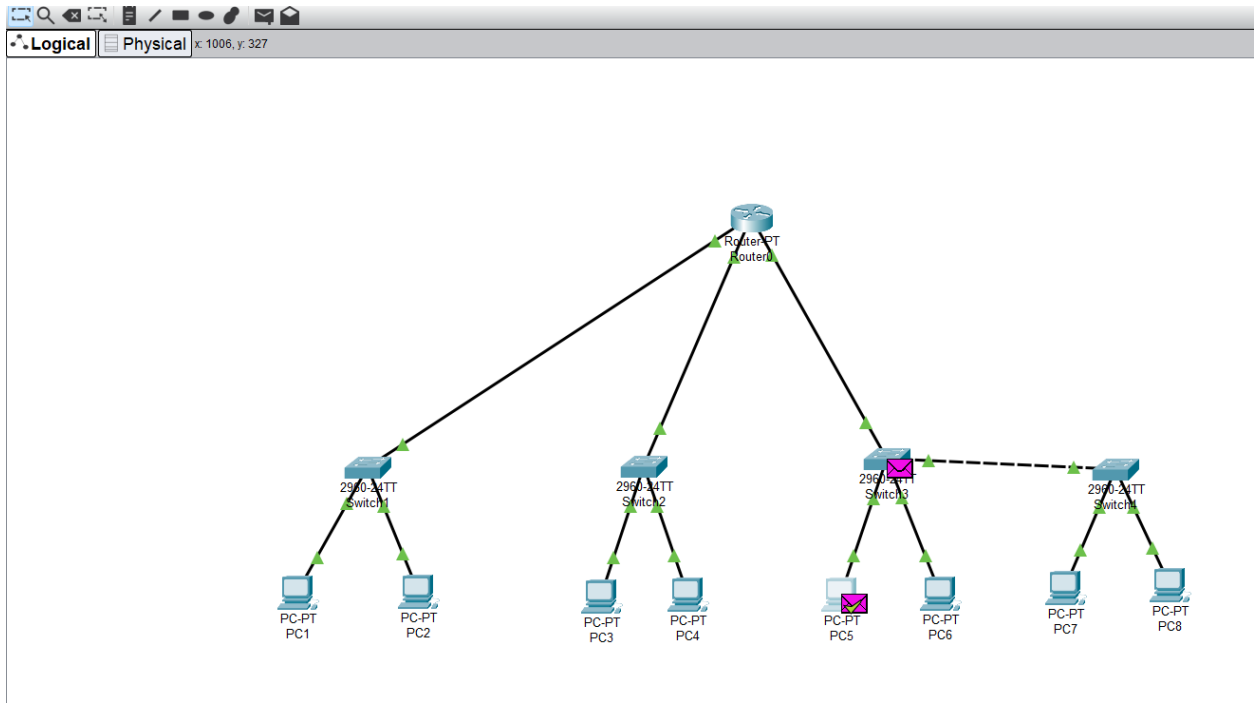 Logical Physical x: 1006, y: 327
Router-PT
Router0
2960-24TT
Switch1
2960-24TT
Switch2
2960-24TT
Switch3
2960-24TT
Switch4
PC-PT
PC1
PC-PT
PC2
PC-PT
PC3
PC-PT
PC4
PC-PT
PC5
PC-PT
PC6
PC-PT
PC7
PC-PT
PC8